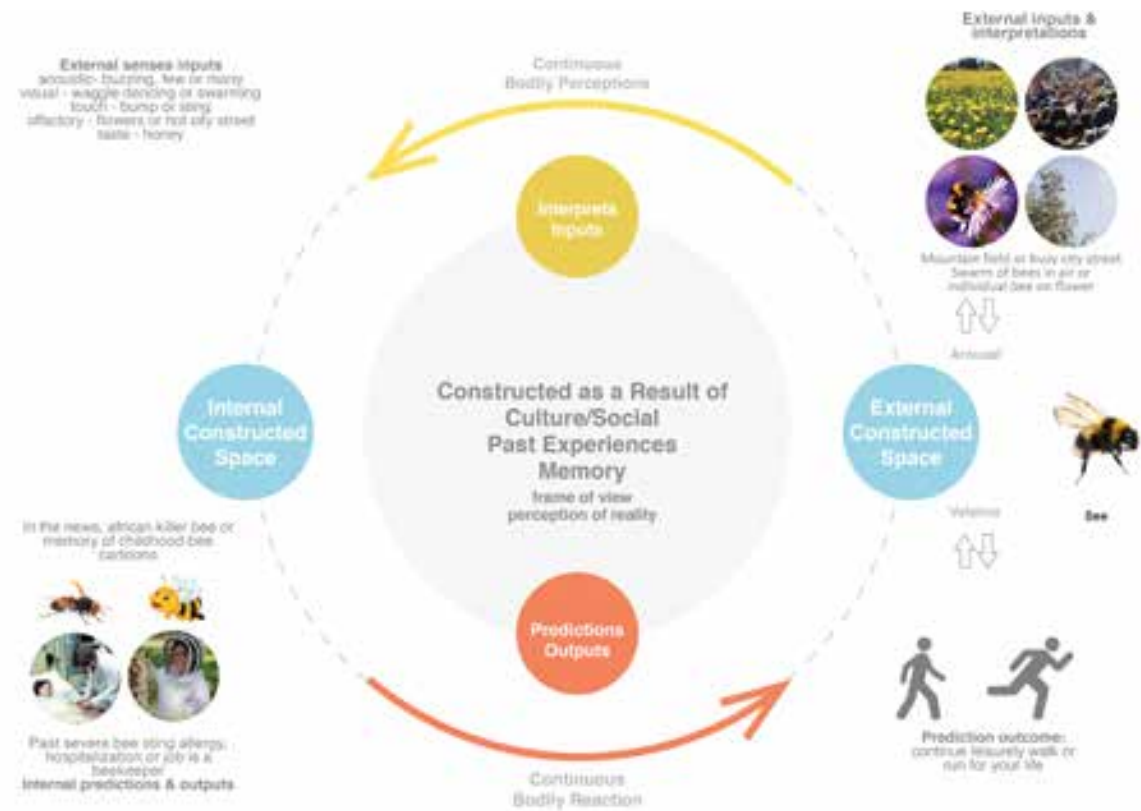 External senses inputs
acoustic- buzzing, few or many
visual - waggle dancing or swarming
touch - bump or sting
olfactory - flowers or hot city street
taste - honey
Continuous
Bodily Perceptions
External inputs &
interpretations
Mountain field or busy city street
Swarm of bees in air or
individual bee on flower
Arousal
Interprets
Inputs
Internal
Constructed
Space
Constructed as a Result of
Culture/Social
Past Experiences
Memory
frame of view
perception of reality
External
Constructed
Space
Valence
In the news, african killer bee or
memory of childhood bee
cartoons
Predictions
Outputs
Past severe bee sting allergy,
hospitalization or job is a
beekeeper
Internal predictions & outputs
Prediction outcome:
continue leisurely walk or
run for your life
Continuous
Bodily Reaction